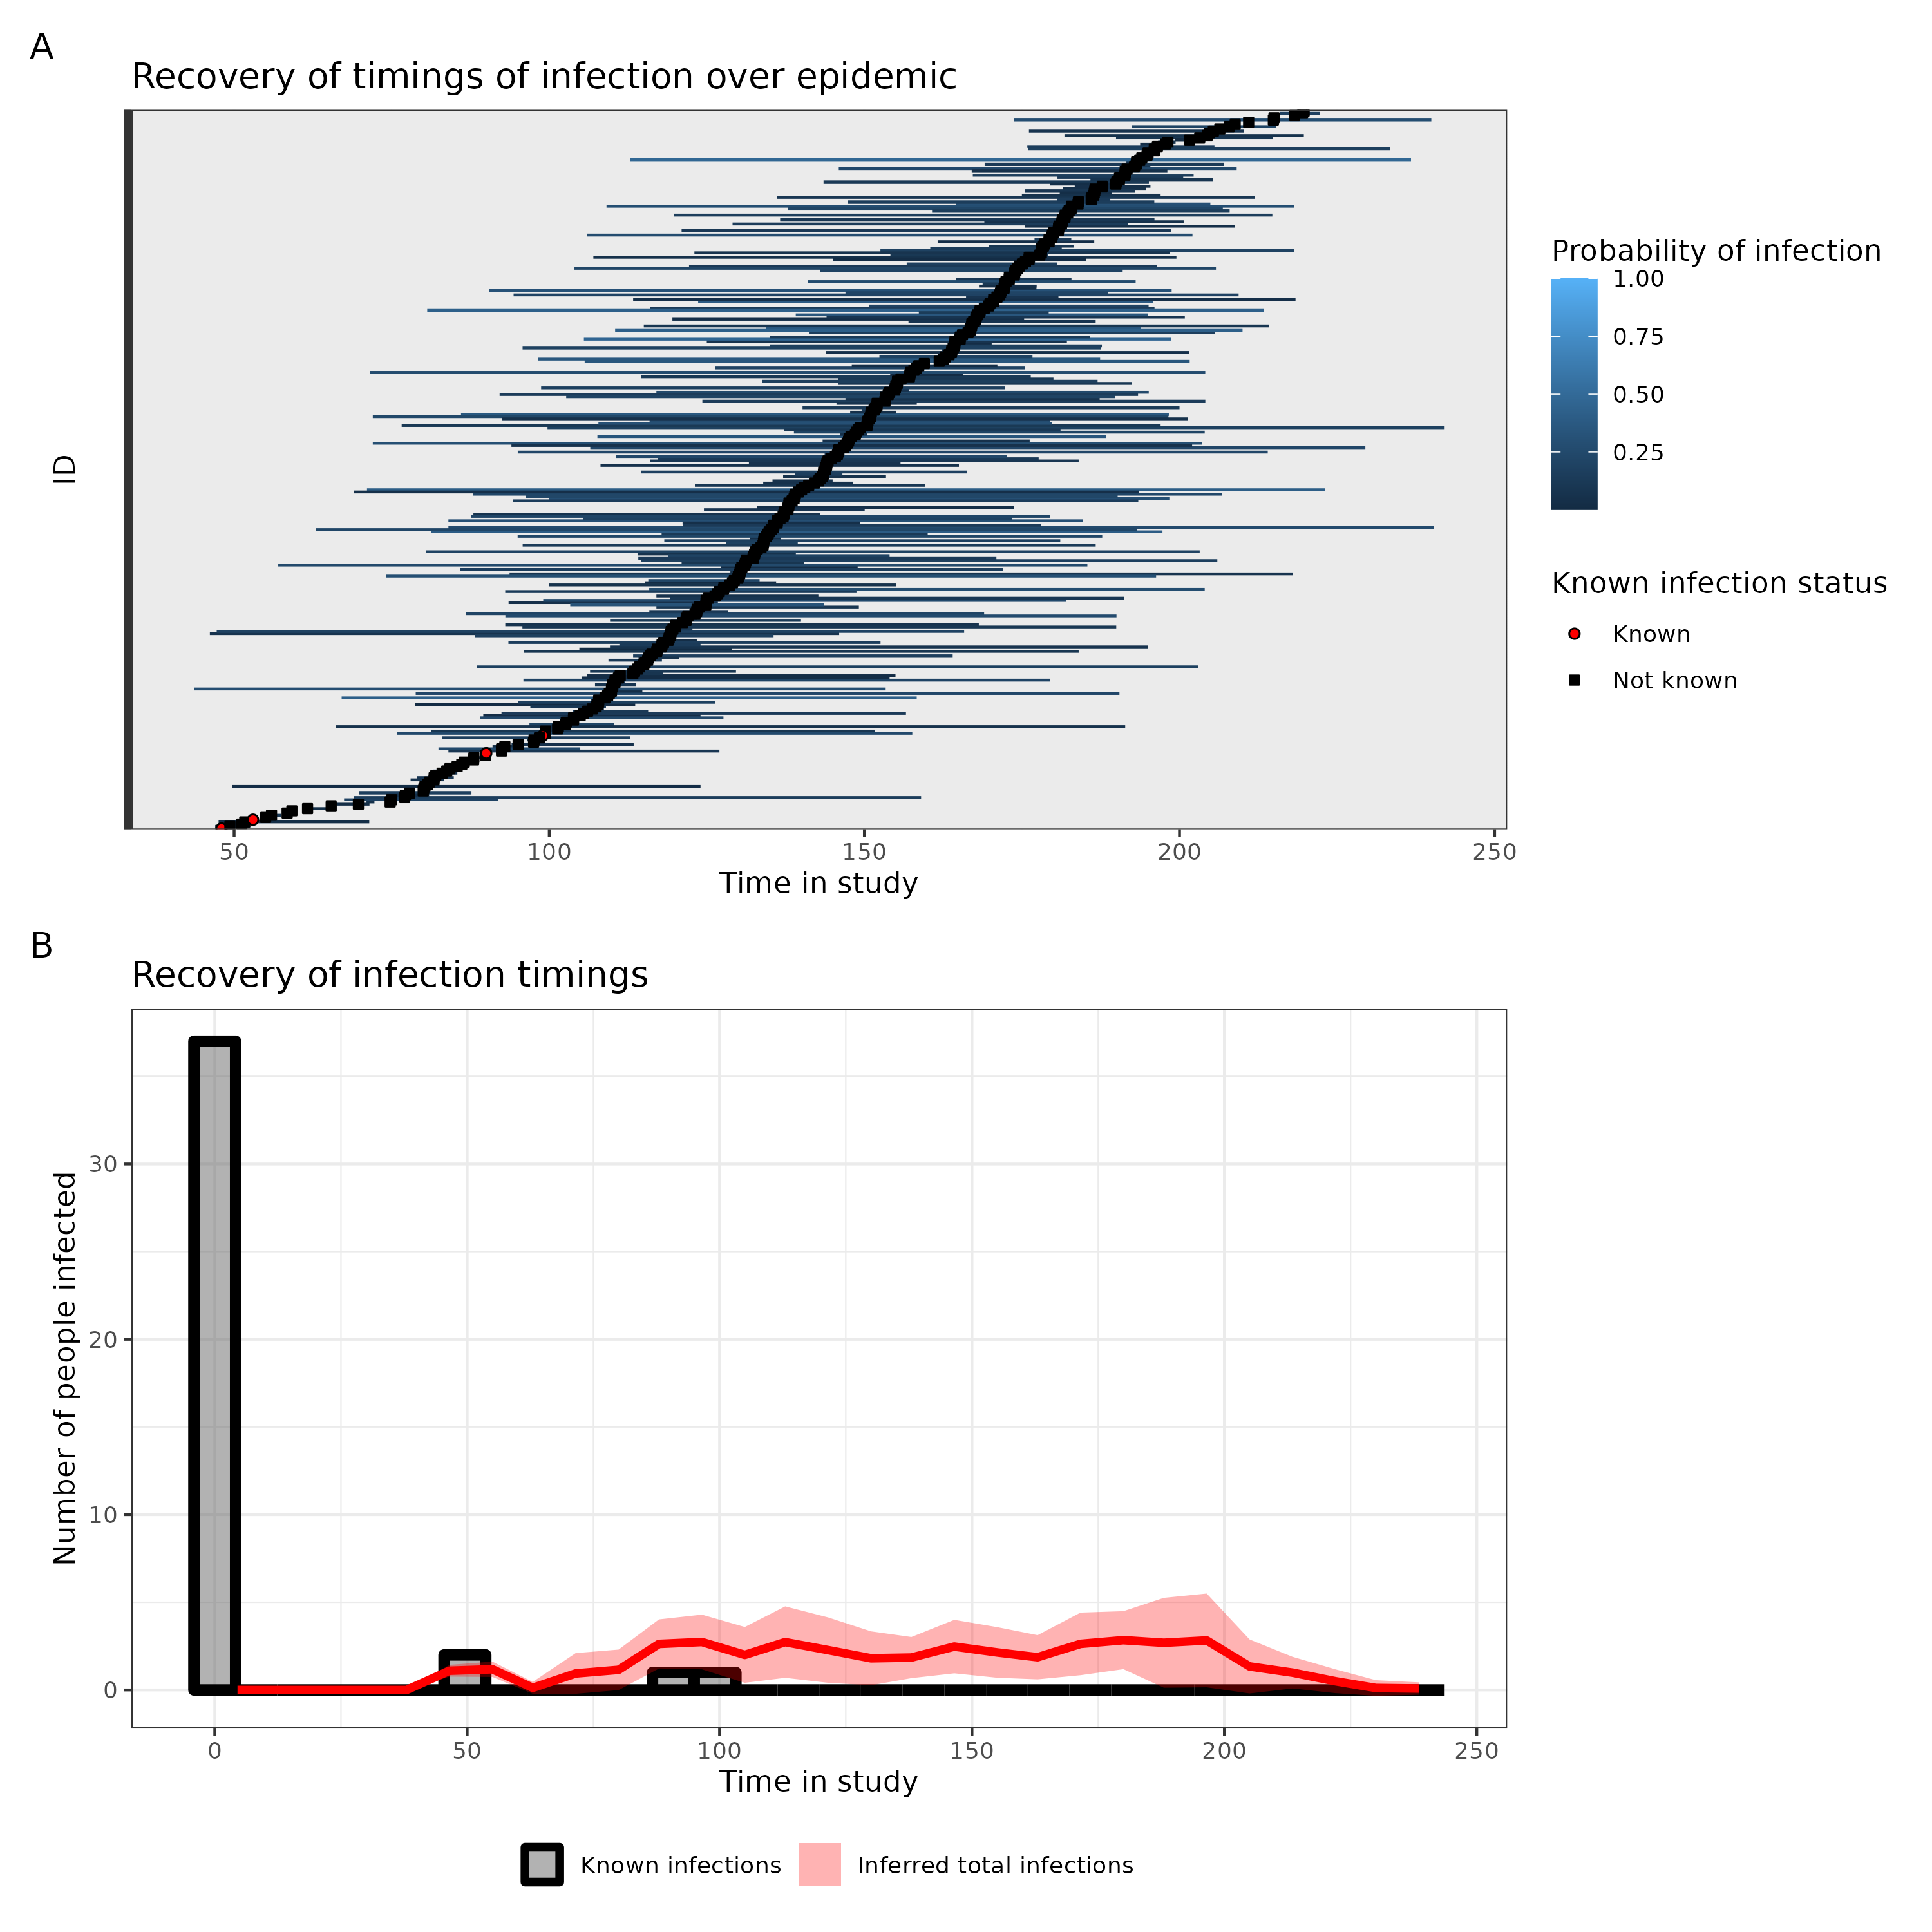 A
Recovery of timings of infection over epidemic
ID
50 100 150 200 250
Time in study
Probability of infection
1.00
0.75
0.50
0.25
Known infection status
Known
Not known
B
Recovery of infection timings
Number of people infected
30
20
10
0
0 50 100 150 200 250
Time in study
Known infections Inferred total infections